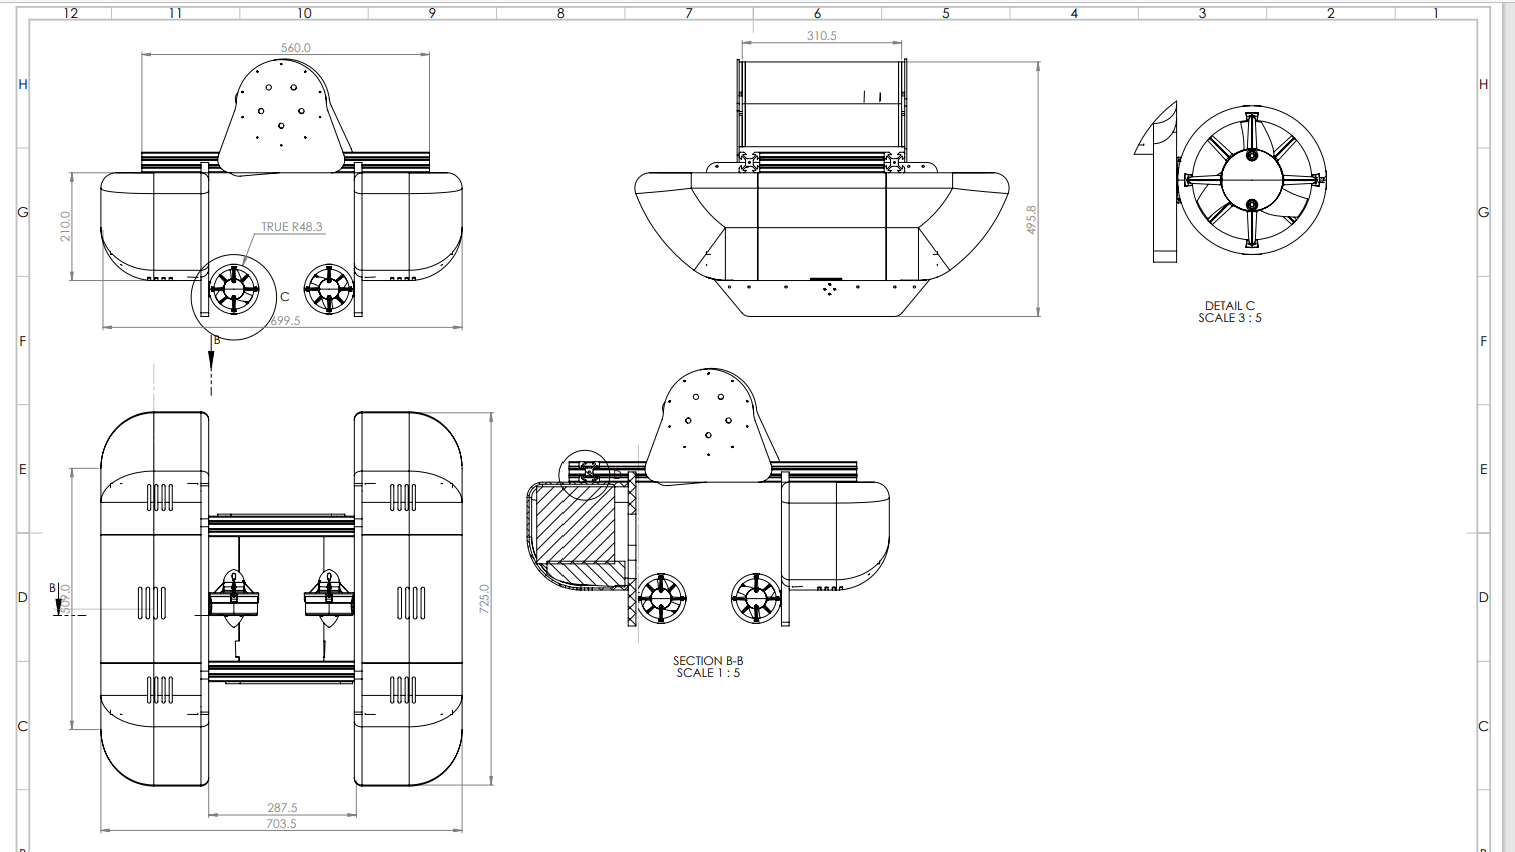 12 11 10 9 8 7 6 5 4 3 2 1
560.0
310.5
H H
210.0
TRUE R48.3
495.8
G G
C
699.5
DETAIL C
SCALE 3 : 5
F F
B
E E
D
B
509.0
725.0
D D
SECTION B-B
SCALE 1 : 5
C C
287.5
703.5